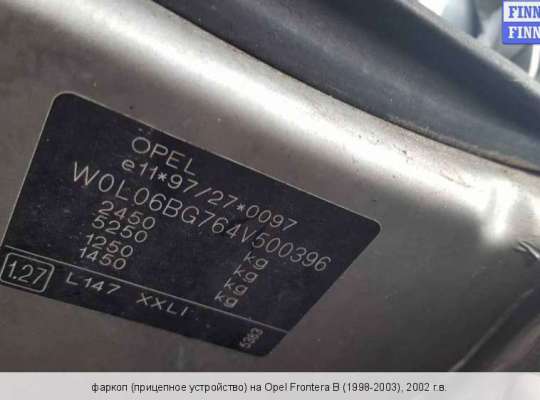 FINN
FINN
OPEL
e11*97/27*0097
W0L06BG764V500396
2450 kg
5250 kg
1250 kg
1450 kg
1.27 L147 XXLI
5363
фаркоп (прицепное устройство) на Opel Frontera B (1998-2003), 2002 г.в.